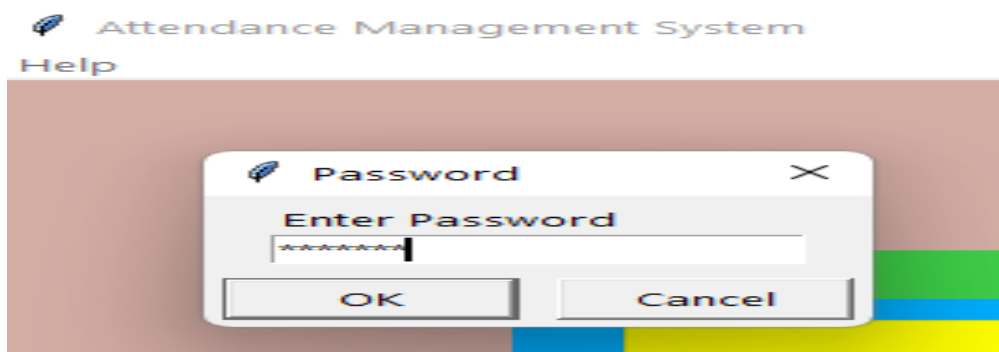 Attendance Management System
Help
Password
Enter Password
*******
OK Cancel